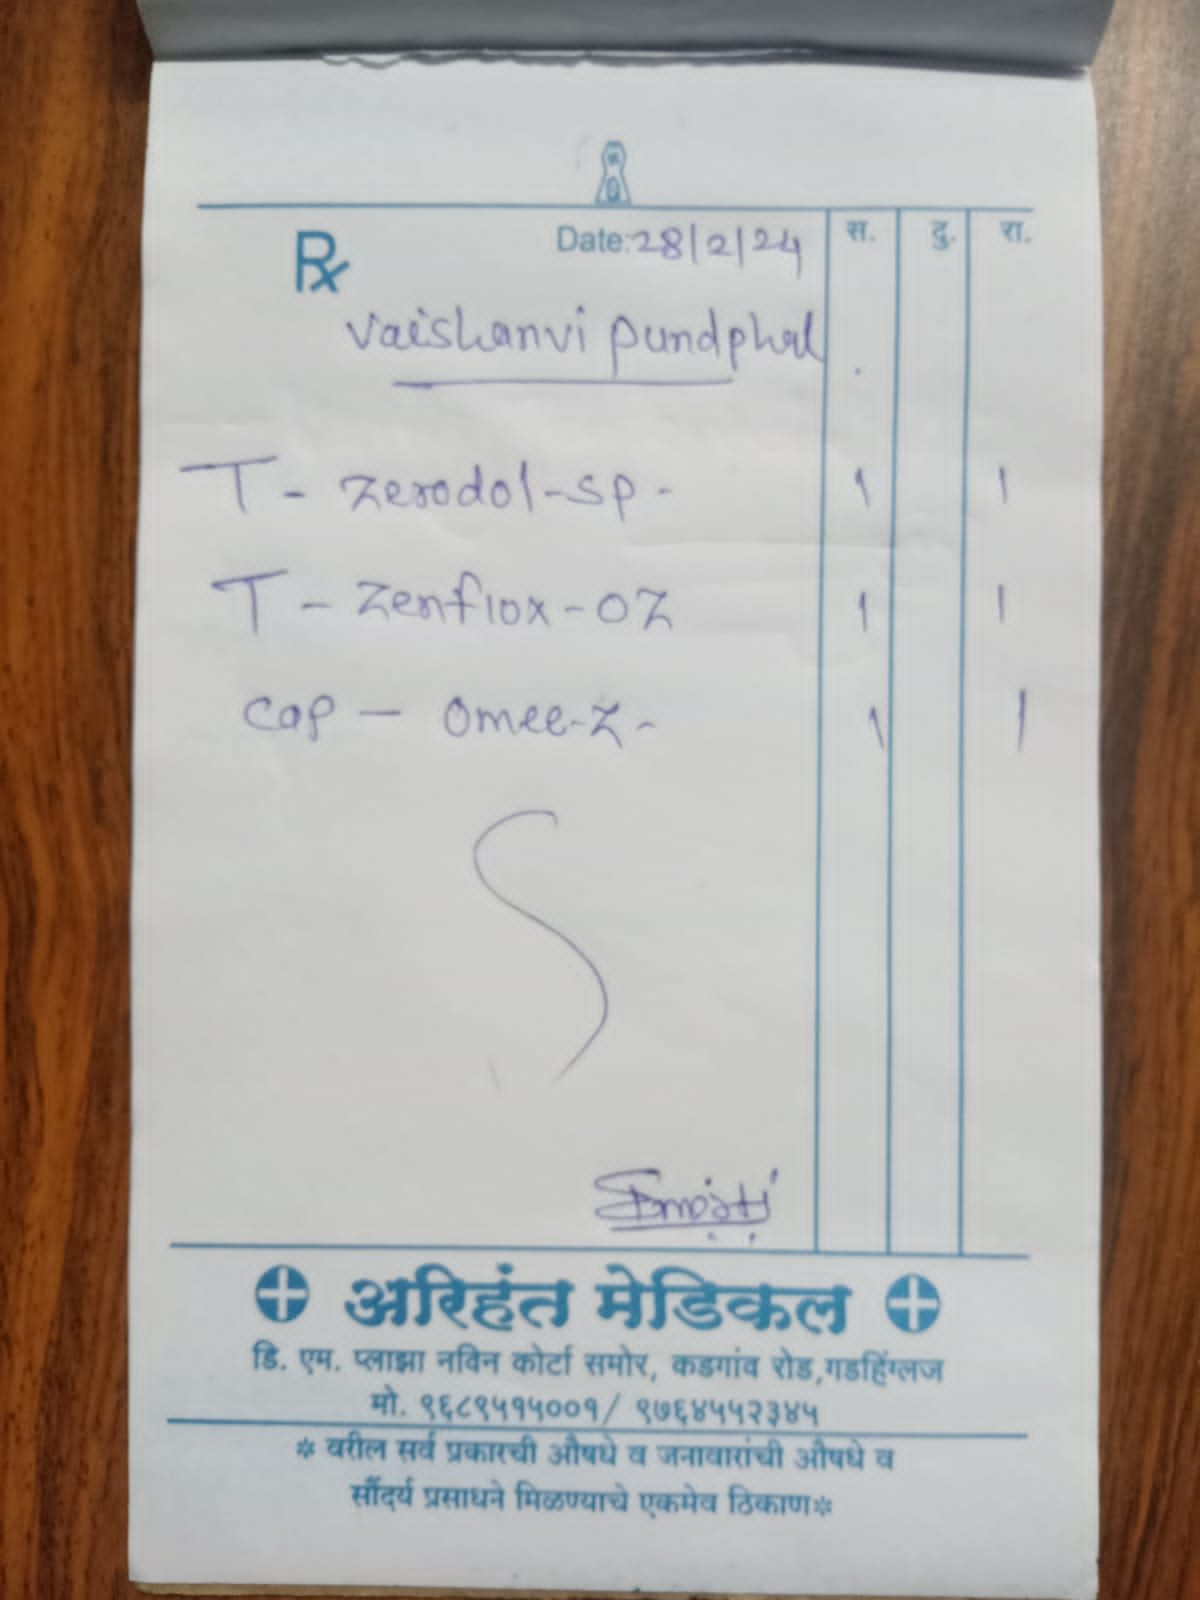 Rx Date: 28/2/24 स. दु. रा.
Vaishanvi pundphal
T - Zerodol-SP - 1 1
T - Zenflox-OZ 1 1
Cap - Omee-Z - 1 1
अरिहंत मेडिकल
डि. एम. प्लाझा नविन कोर्टा समोर, कडगांव रोड,गडहिंग्लज
मो. ९६८९५१५००१/ ९७६४५५२३४५
* वरील सर्व प्रकारची औषधे व जनावारांची औषधे व
सौंदर्य प्रसाधने मिळण्याचे एकमेव ठिकाण*